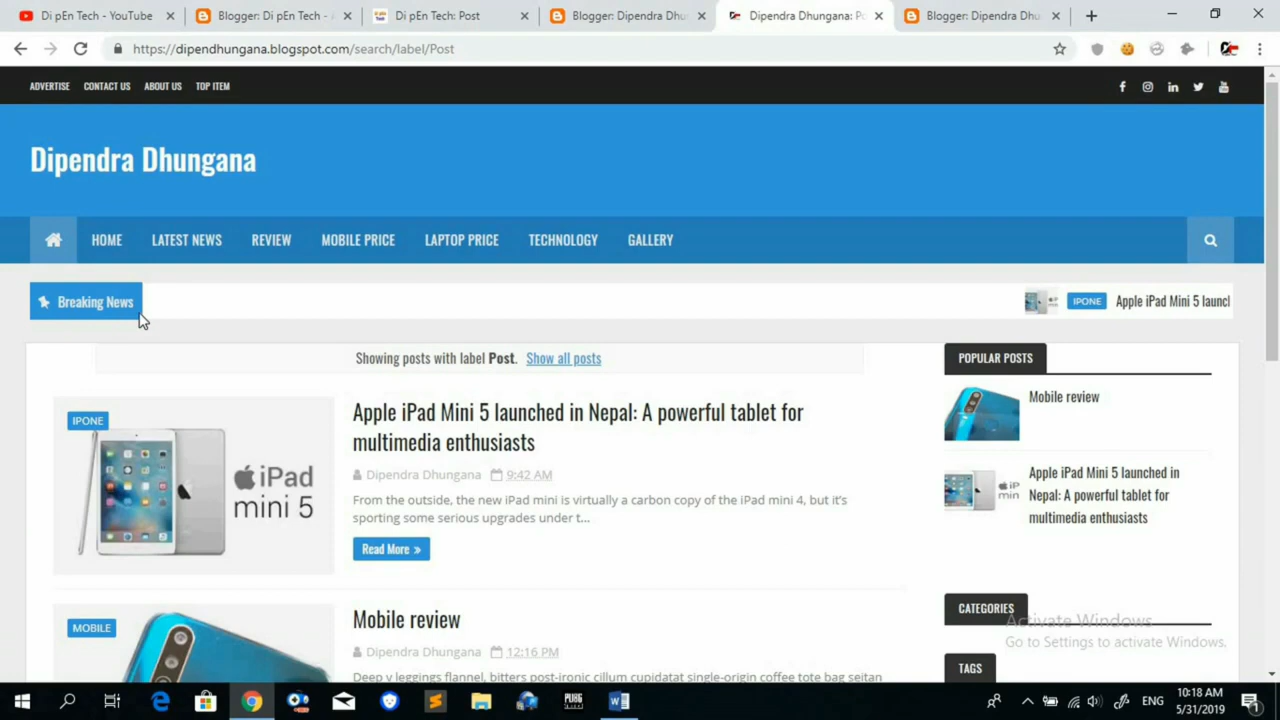 Di pEn Tech - YouTube
Blogger: Di pEn Tech - A
Di pEn Tech: Post
Blogger: Dipendra Dhu
Dipendra Dhungana: Po
Blogger: Dipendra Dhu
https://dipendhungana.blogspot.com/search/label/Post
ADVERTISE CONTACT US ABOUT US TOP ITEM
Dipendra Dhungana
HOME LATEST NEWS REVIEW MOBILE PRICE LAPTOP PRICE TECHNOLOGY GALLERY
Breaking News
IPONE
Apple iPad Mini 5 launch
Showing posts with label Post. Show all posts
IPONE
iPad
mini 5
Apple iPad Mini 5 launched in Nepal: A powerful tablet for
multimedia enthusiasts
Dipendra Dhungana 9:42 AM
From the outside, the new iPad mini is virtually a carbon copy of the iPad mini 4, but it's
sporting some serious upgrades under t...
Read More »
MOBILE
Mobile review
Dipendra Dhungana 12:16 PM
Deep v leggings flannel, bitters post-ironic cillum cupidatat single-origin coffee tote bag seitan
POPULAR POSTS
Mobile review
Apple iPad Mini 5 launched in
Nepal: A powerful tablet for
multimedia enthusiasts
CATEGORIES
TAGS
Activate Windows
Go to Settings to activate Windows.
PUBG
ENG
10:18 AM
5/31/2019